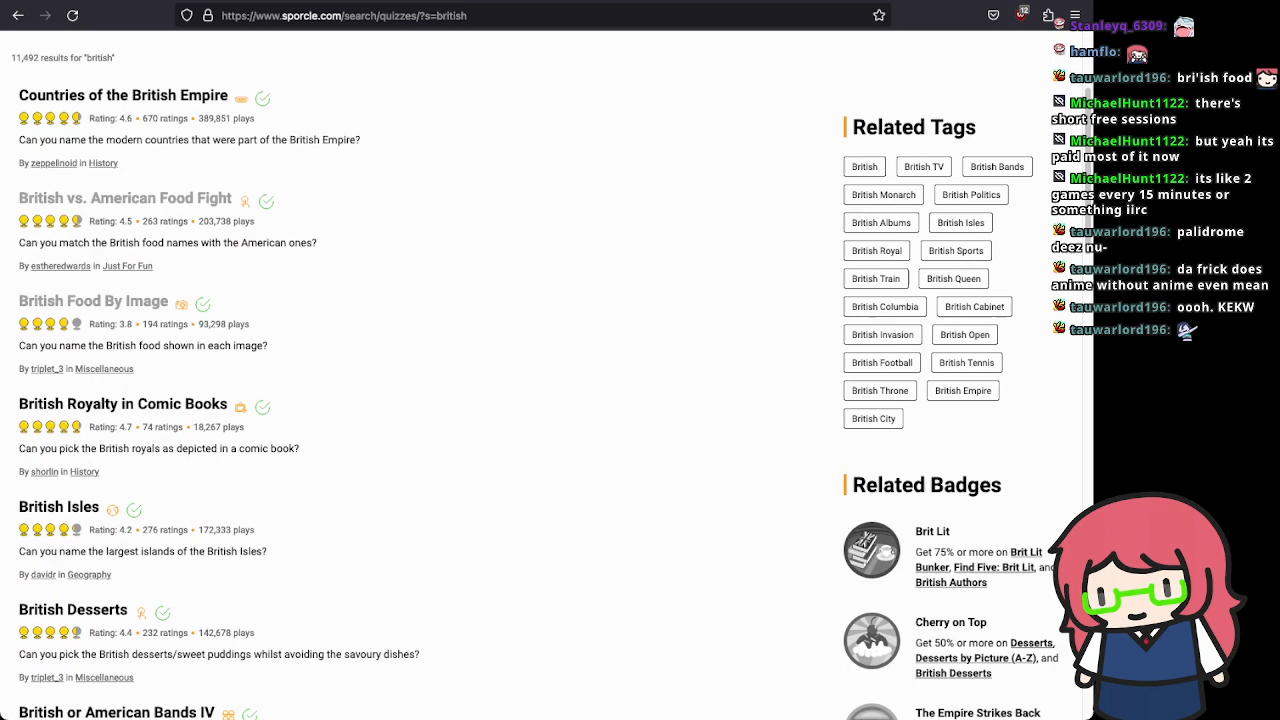 https://www.sporcle.com/search/quizzes/?s=british
12
11,492 results for "british"
Countries of the British Empire
Rating: 4.6 • 670 ratings • 389,851 plays
Can you name the modern countries that were part of the British Empire?
By zeppelinoid in History
British vs. American Food Fight
Rating: 4.5 • 263 ratings • 203,738 plays
Can you match the British food names with the American ones?
By estheredwards in Just For Fun
British Food By Image
Rating: 3.8 • 194 ratings • 93,298 plays
Can you name the British food shown in each image?
By triplet_3 in Miscellaneous
British Royalty in Comic Books
Rating: 4.7 • 74 ratings • 18,267 plays
Can you pick the British royals as depicted in a comic book?
By shorlin in History
British Isles
Rating: 4.2 • 276 ratings • 172,333 plays
Can you name the largest islands of the British Isles?
By davidr in Geography
British Desserts
Rating: 4.4 • 232 ratings • 142,678 plays
Can you pick the British desserts/sweet puddings whilst avoiding the savoury dishes?
By triplet_3 in Miscellaneous
British or American Bands IV
Related Tags
British
British TV
British Bands
British Monarch
British Politics
British Albums
British Isles
British Royal
British Sports
British Train
British Queen
British Columbia
British Cabinet
British Invasion
British Open
British Football
British Tennis
British Throne
British Empire
British City
Related Badges
Brit Lit
Get 75% or more on Brit Lit
Bunker, Find Five: Brit Lit, and
British Authors
Cherry on Top
Get 50% or more on Desserts,
Desserts by Picture (A-Z), and
British Desserts
The Empire Strikes Back
Stanleyq_6309:
hamflo:
tauwarlord196: bri'ish food
MichaelHunt1122: there's
short free sessions
MichaelHunt1122: but yeah its
paid most of it now
MichaelHunt1122: its like 2
games every 15 minutes or
something iirc
tauwarlord196: palidrome
deez nu-
tauwarlord196: da frick does
anime without anime even mean
tauwarlord196: oooh. KEKW
tauwarlord196: